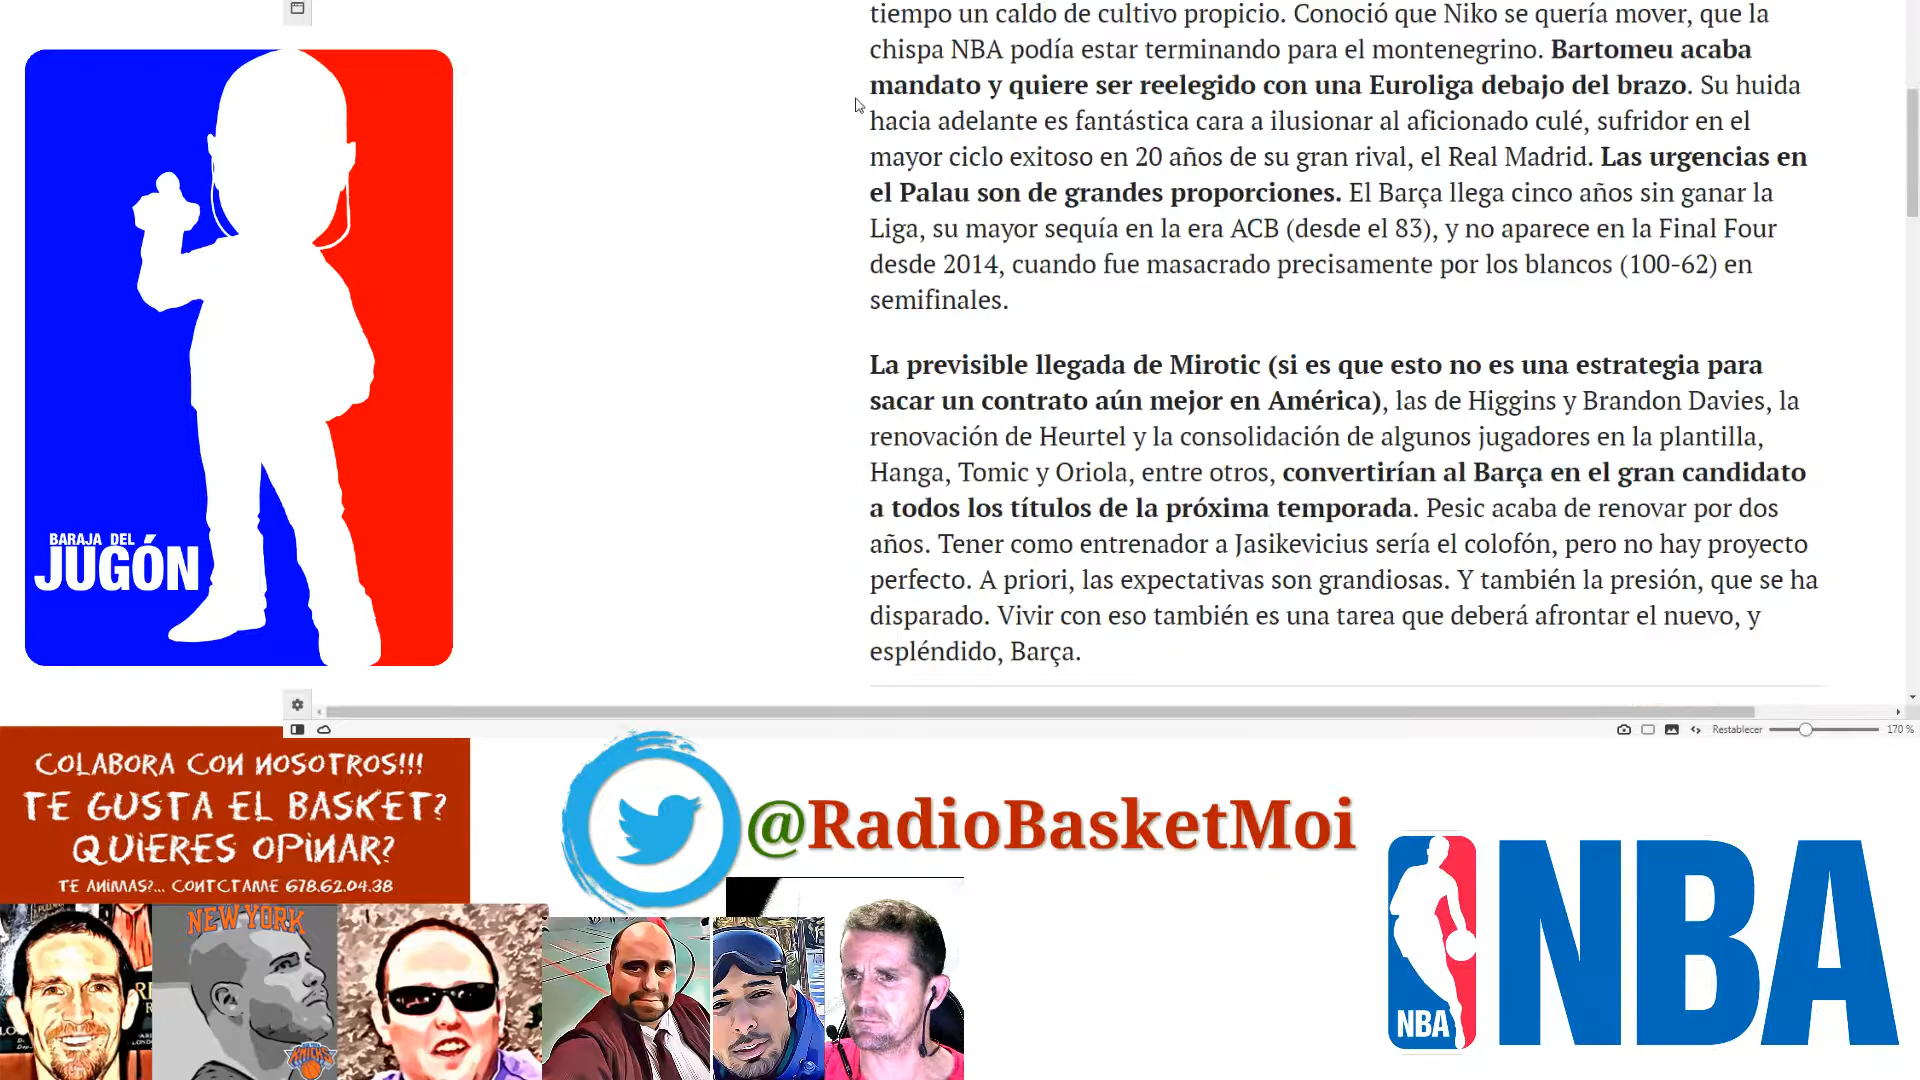 tiempo un caldo de cultivo propicio. Conoció que Niko se quería mover, que la
chispa NBA podía estar terminando para el montenegrino. Bartomeu acaba
mandato y quiere ser reelegido con una Euroliga debajo del brazo. Su huida
hacia adelante es fantástica cara a ilusionar al aficionado culé, sufridor en el
mayor ciclo exitoso en 20 años de su gran rival, el Real Madrid. Las urgencias en
el Palau son de grandes proporciones. El Barça llega cinco años sin ganar la
Liga, su mayor sequía en la era ACB (desde el 83), y no aparece en la Final Four
desde 2014, cuando fue masacrado precisamente por los blancos (100-62) en
semifinales.
La previsible llegada de Mirotic (si es que esto no es una estrategia para
sacar un contrato aún mejor en América), las de Higgins y Brandon Davies, la
renovación de Heurtel y la consolidación de algunos jugadores en la plantilla,
Hanga, Tomic y Oriola, entre otros, convertirían al Barça en el gran candidato
a todos los títulos de la próxima temporada. Pesic acaba de renovar por dos
años. Tener como entrenador a Jasikevicius sería el colofón, pero no hay proyecto
perfecto. A priori, las expectativas son grandiosas. Y también la presión, que se ha
disparado. Vivir con eso también es una tarea que deberá afrontar el nuevo, y
espléndido, Barça.
BARAJA DEL
JUGÓN
Restablecer
170 %
COLABORA CON NOSOTROS!!!
TE GUSTA EL BASKET?
QUIERES OPINAR?
TE ANIMAS?... CONTCTAME 678.62.04.38
@RadioBasketMoi
NEW YORK
KNICKS
NBA
NBA